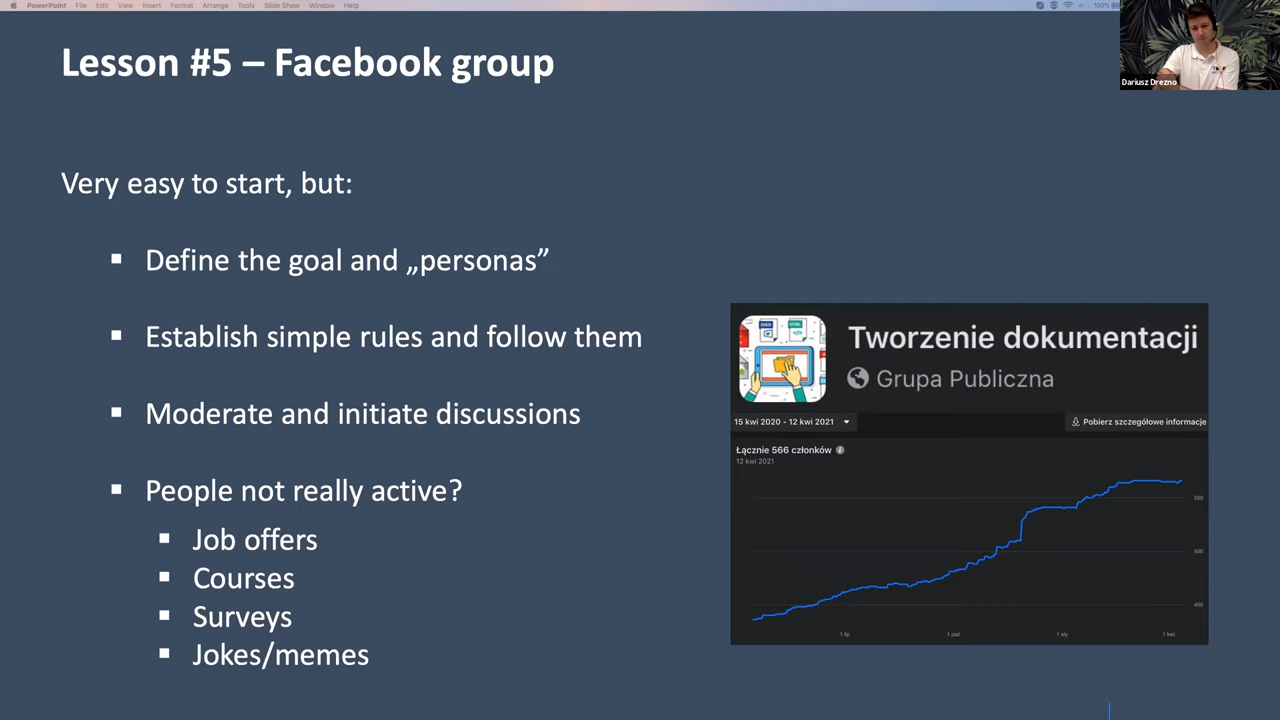 PowerPoint File Edit View Insert Format Arrange Tools Slide Show Window Help
100%
Lesson #5 – Facebook group
Dariusz Drezno
Very easy to start, but:
▪ Define the goal and „personas”
▪ Establish simple rules and follow them
▪ Moderate and initiate discussions
▪ People not really active?
▪ Job offers
▪ Courses
▪ Surveys
▪ Jokes/memes
Tworzenie dokumentacji
Grupa Publiczna
15 kwi 2020 - 12 kwi 2021
Pobierz szczegółowe informacje
Łącznie 566 członków
12 kwi 2021
550
500
450
1 lip 1 paź 1 sty 1 kwi